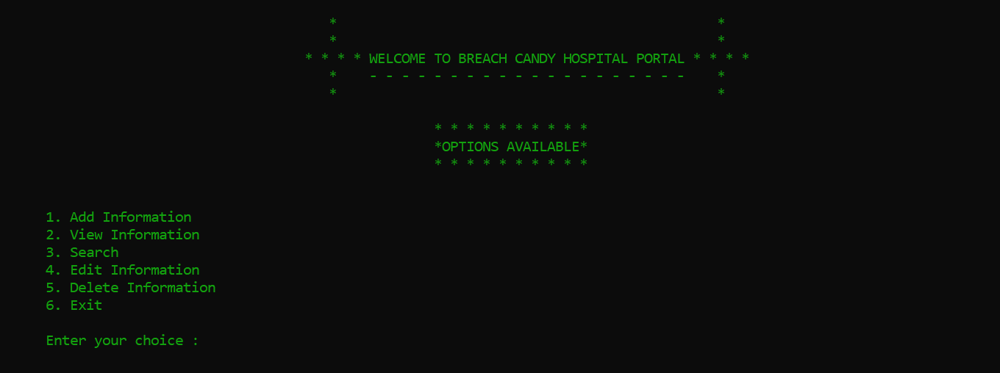 * *
* *
* * * * WELCOME TO BREACH CANDY HOSPITAL PORTAL * * * *
* - - - - - - - - - - - - - - - - - - - - *
* *
* * * * * * * * * *
*OPTIONS AVAILABLE*
* * * * * * * * * *
1. Add Information
2. View Information
3. Search
4. Edit Information
5. Delete Information
6. Exit
Enter your choice :